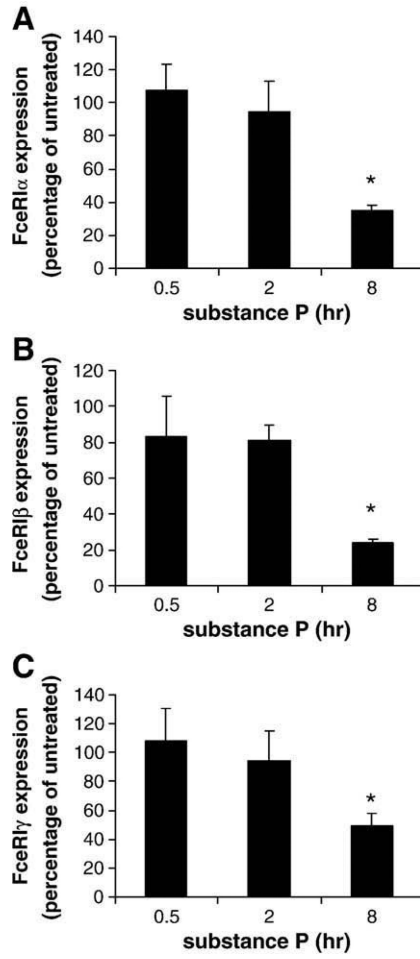 A
FceRIα expression
(percentage of untreated)
140
120
100
80
60
40
20
0
*
0.5 2 8
substance P (hr)
B
FceRIβ expression
(percentage of untreated)
120
100
80
60
40
20
0
*
0.5 2 8
substance P (hr)
C
FceRIγ expression
(percentage of untreated)
140
120
100
80
60
40
20
0
*
0.5 2 8
substance P (hr)